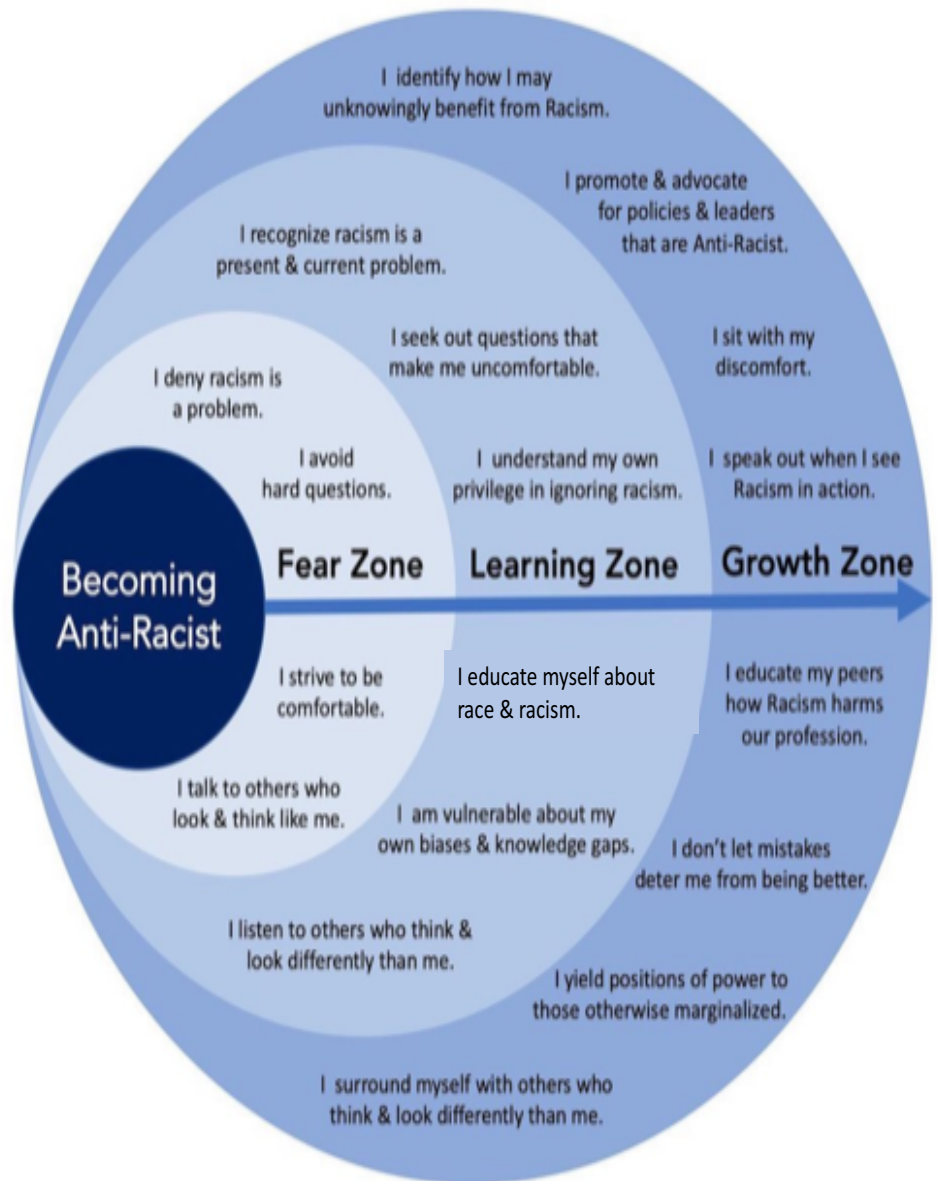 I identify how I may
unknowingly benefit from Racism.
I promote & advocate
for policies & leaders
that are Anti-Racist.
I recognize racism is a
present & current problem.
I seek out questions that
make me uncomfortable.
I sit with my
discomfort.
I deny racism is
a problem.
I avoid
hard questions.
I understand my own
privilege in ignoring racism.
I speak out when I see
Racism in action.
Becoming
Anti-Racist
Fear Zone
Learning Zone
Growth Zone
I strive to be
comfortable.
I educate myself about
race & racism.
I educate my peers
how Racism harms
our profession.
I talk to others who
look & think like me.
I am vulnerable about my
own biases & knowledge gaps.
I don't let mistakes
deter me from being better.
I listen to others who think &
look differently than me.
I yield positions of power to
those otherwise marginalized.
I surround myself with others who
think & look differently than me.